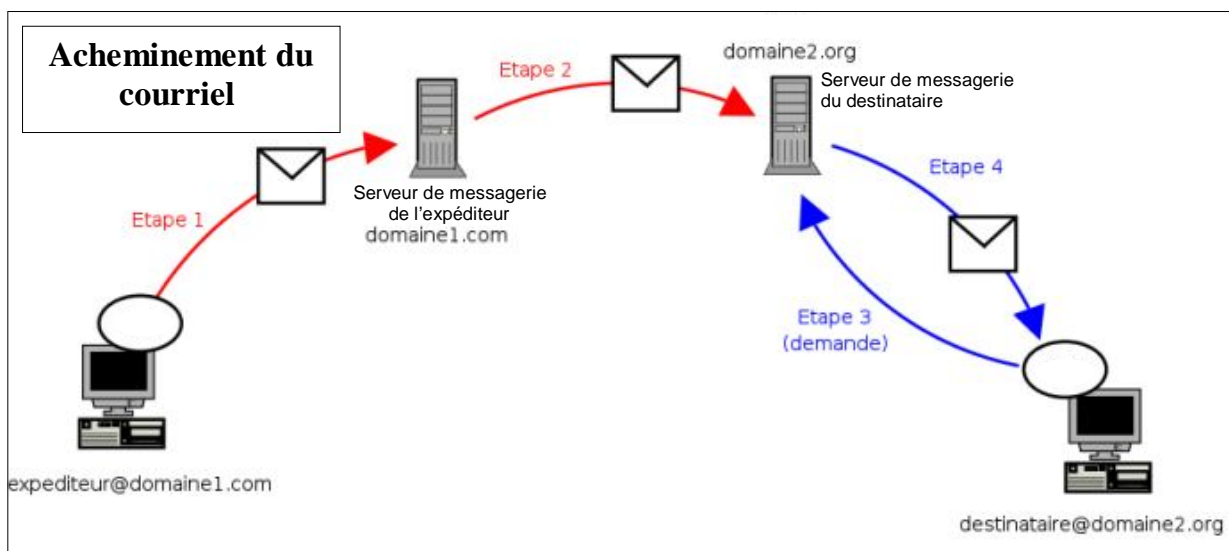 Acheminement du
courriel
Etape 1
Serveur de messagerie
de l'expéditeur
domaine1.com
Etape 2
domaine2.org
Serveur de messagerie
du destinataire
Etape 4
Etape 3
(demande)
expediteur@domaine1.com
destinataire@domaine2.org